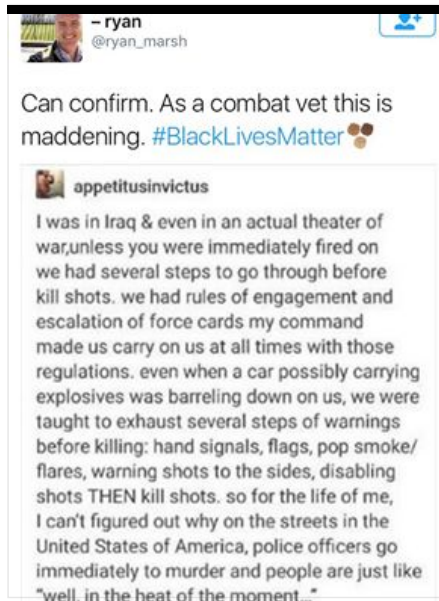 – ryan
@ryan_marsh
Can confirm. As a combat vet this is
maddening. #BlackLivesMatter
appetitusinvictus
I was in Iraq & even in an actual theater of
war,unless you were immediately fired on
we had several steps to go through before
kill shots. we had rules of engagement and
escalation of force cards my command
made us carry on us at all times with those
regulations. even when a car possibly carrying
explosives was barreling down on us, we were
taught to exhaust several steps of warnings
before killing: hand signals, flags, pop smoke/
flares, warning shots to the sides, disabling
shots THEN kill shots. so for the life of me,
I can't figured out why on the streets in the
United States of America, police officers go
immediately to murder and people are just like
"well, in the heat of the moment..."